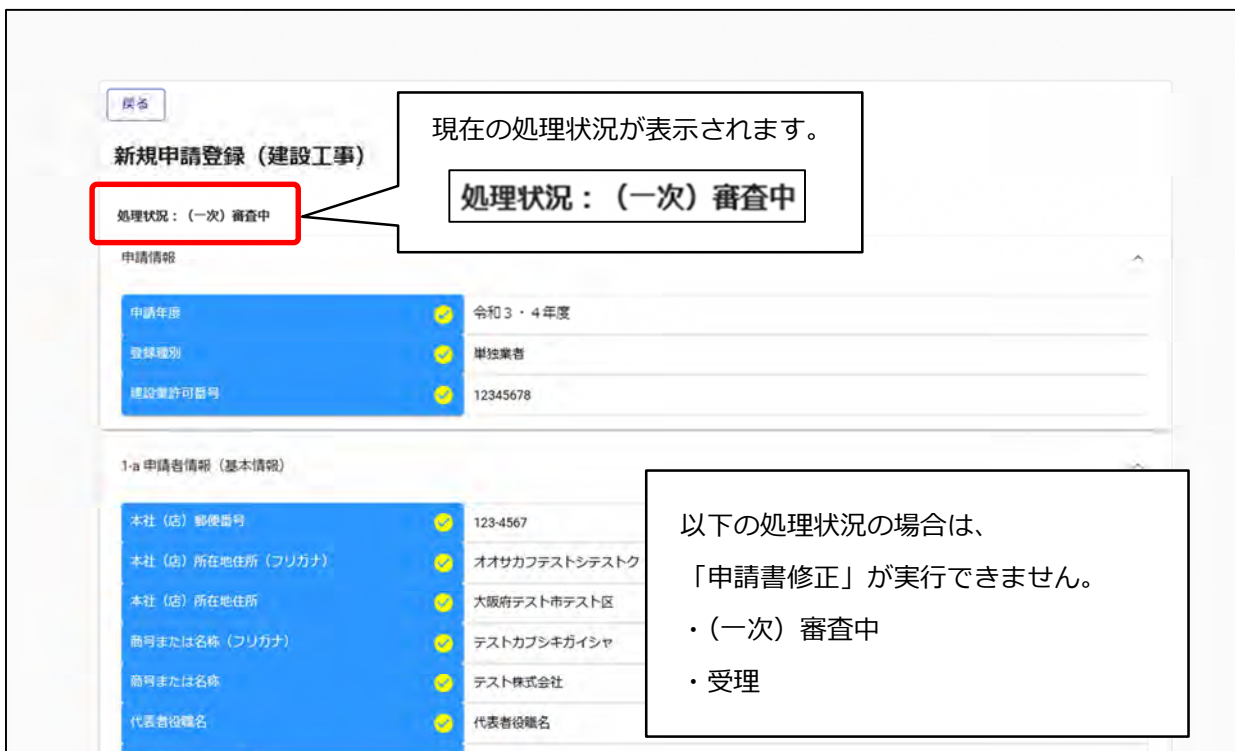 戻る
新規申請登録（建設工事）
処理状況：（一次）審査中
現在の処理状況が表示されます。
処理状況：（一次）審査中
申請情報
申請年度 令和３・４年度
登録種別 単独業者
建設業許可番号 12345678
1-a 申請者情報（基本情報）
本社（店）郵便番号 123-4567
本社（店）所在地住所（フリガナ） オオサカフテストシテストク
本社（店）所在地住所 大阪府テスト市テスト区
商号または名称（フリガナ） テストカブシキガイシャ
商号または名称 テスト株式会社
代表者役職名 代表者役職名
以下の処理状況の場合は、
「申請書修正」が実行できません。
・（一次）審査中
・受理